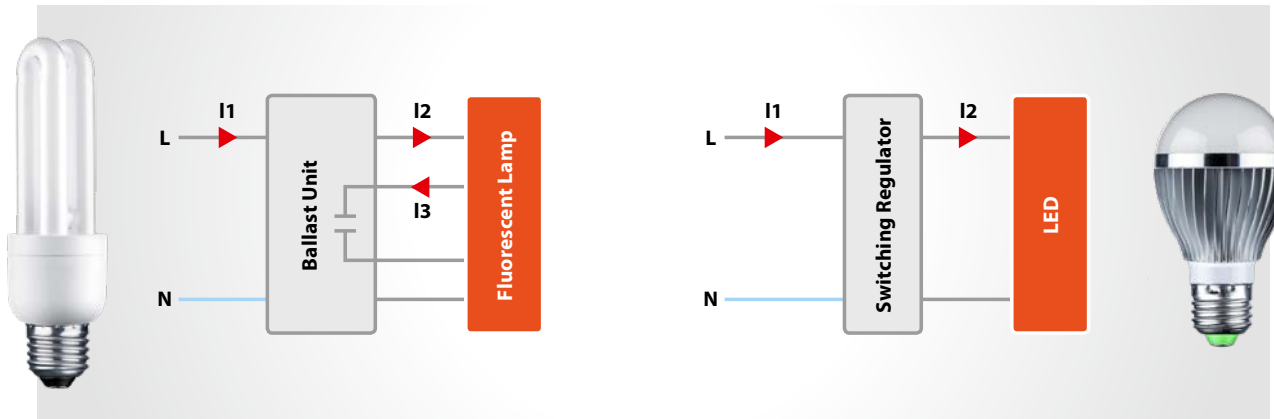 I1
I2
L
I3
Ballast Unit
Fluorescent Lamp
N
I1
I2
L
Switching Regulator
LED
N